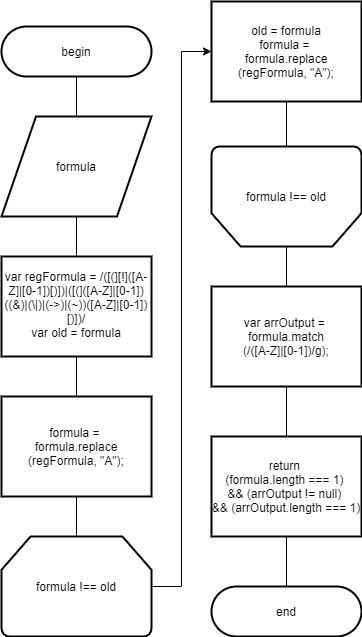 begin
formula
var regFormula = /([(][!]([A-
Z]|[0-1])[)])|([(]([A-Z]|[0-1])
((&)|(\|)|(->)|(~))([A-Z]|[0-1])
[)])/
var old = formula
formula =
formula.replace
(regFormula, "A");
formula !== old
old = formula
formula =
formula.replace
(regFormula, "A");
formula !== old
var arrOutput =
formula.match
(/([A-Z]|[0-1])/g);
return
(formula.length === 1)
&& (arrOutput != null)
&& (arrOutput.length === 1)
end